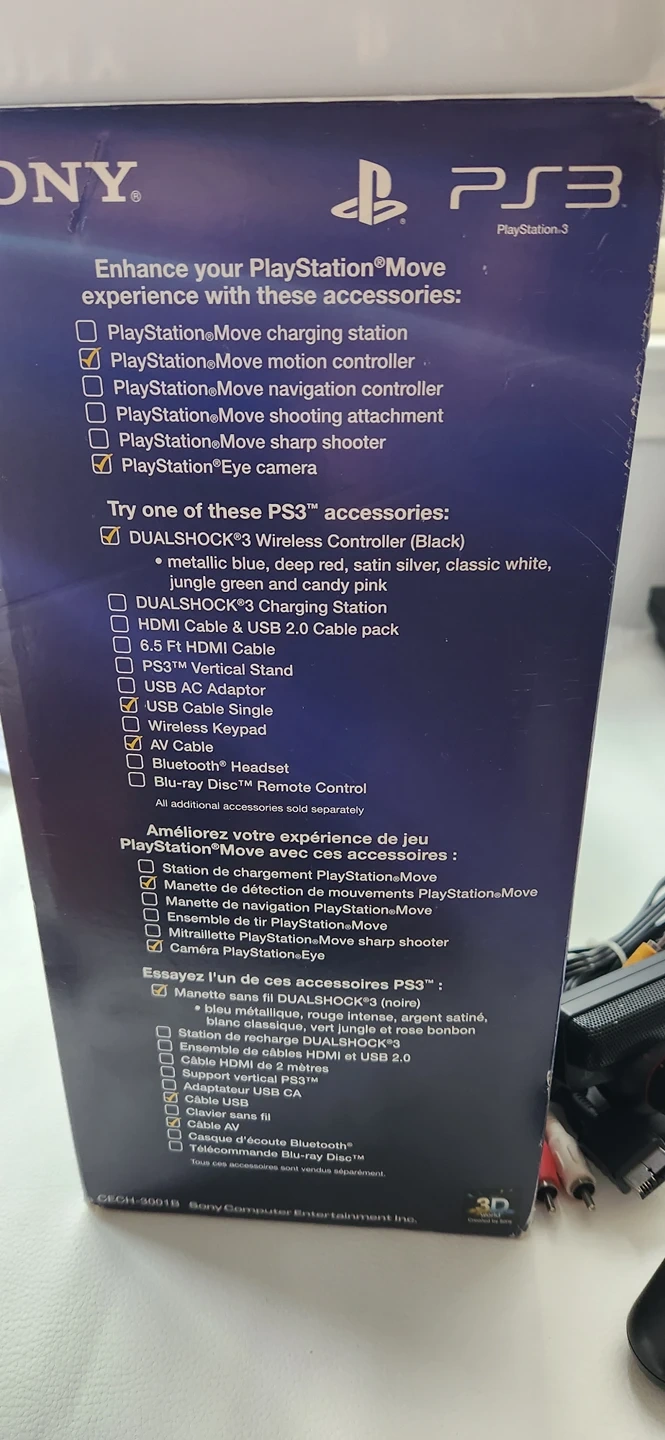 ONY®
PS3™
PlayStation®3
Enhance your PlayStation®Move
experience with these accessories:
PlayStation®Move charging station
PlayStation®Move motion controller
PlayStation®Move navigation controller
PlayStation®Move shooting attachment
PlayStation®Move sharp shooter
PlayStation®Eye camera
Try one of these PS3™ accessories:
DUALSHOCK®3 Wireless Controller (Black)
• metallic blue, deep red, satin silver, classic white,
jungle green and candy pink
DUALSHOCK®3 Charging Station
HDMI Cable & USB 2.0 Cable pack
6.5 Ft HDMI Cable
PS3™ Vertical Stand
USB AC Adaptor
USB Cable Single
Wireless Keypad
AV Cable
Bluetooth® Headset
Blu-ray Disc™ Remote Control
All additional accessories sold separately
Améliorez votre expérience de jeu
PlayStation®Move avec ces accessoires :
Station de chargement PlayStation®Move
Manette de détection de mouvements PlayStation®Move
Manette de navigation PlayStation®Move
Ensemble de tir PlayStation®Move
Mitraillette PlayStation®Move sharp shooter
Caméra PlayStation®Eye
Essayez l'un de ces accessoires PS3™ :
Manette sans fil DUALSHOCK®3 (noire)
• bleu métallique, rouge intense, argent satiné,
blanc classique, vert jungle et rose bonbon
Station de recharge DUALSHOCK®3
Ensemble de câbles HDMI et USB 2.0
Câble HDMI de 2 mètres
Support vertical PS3™
Adaptateur USB CA
Câble USB
Clavier sans fil
Câble AV
Casque d'écoute Bluetooth®
Télécommande Blu-ray Disc™
Tous ces accessoires sont vendus séparément.
CECH-3001B Sony Computer Entertainment Inc.
3D
World
Created by Sony